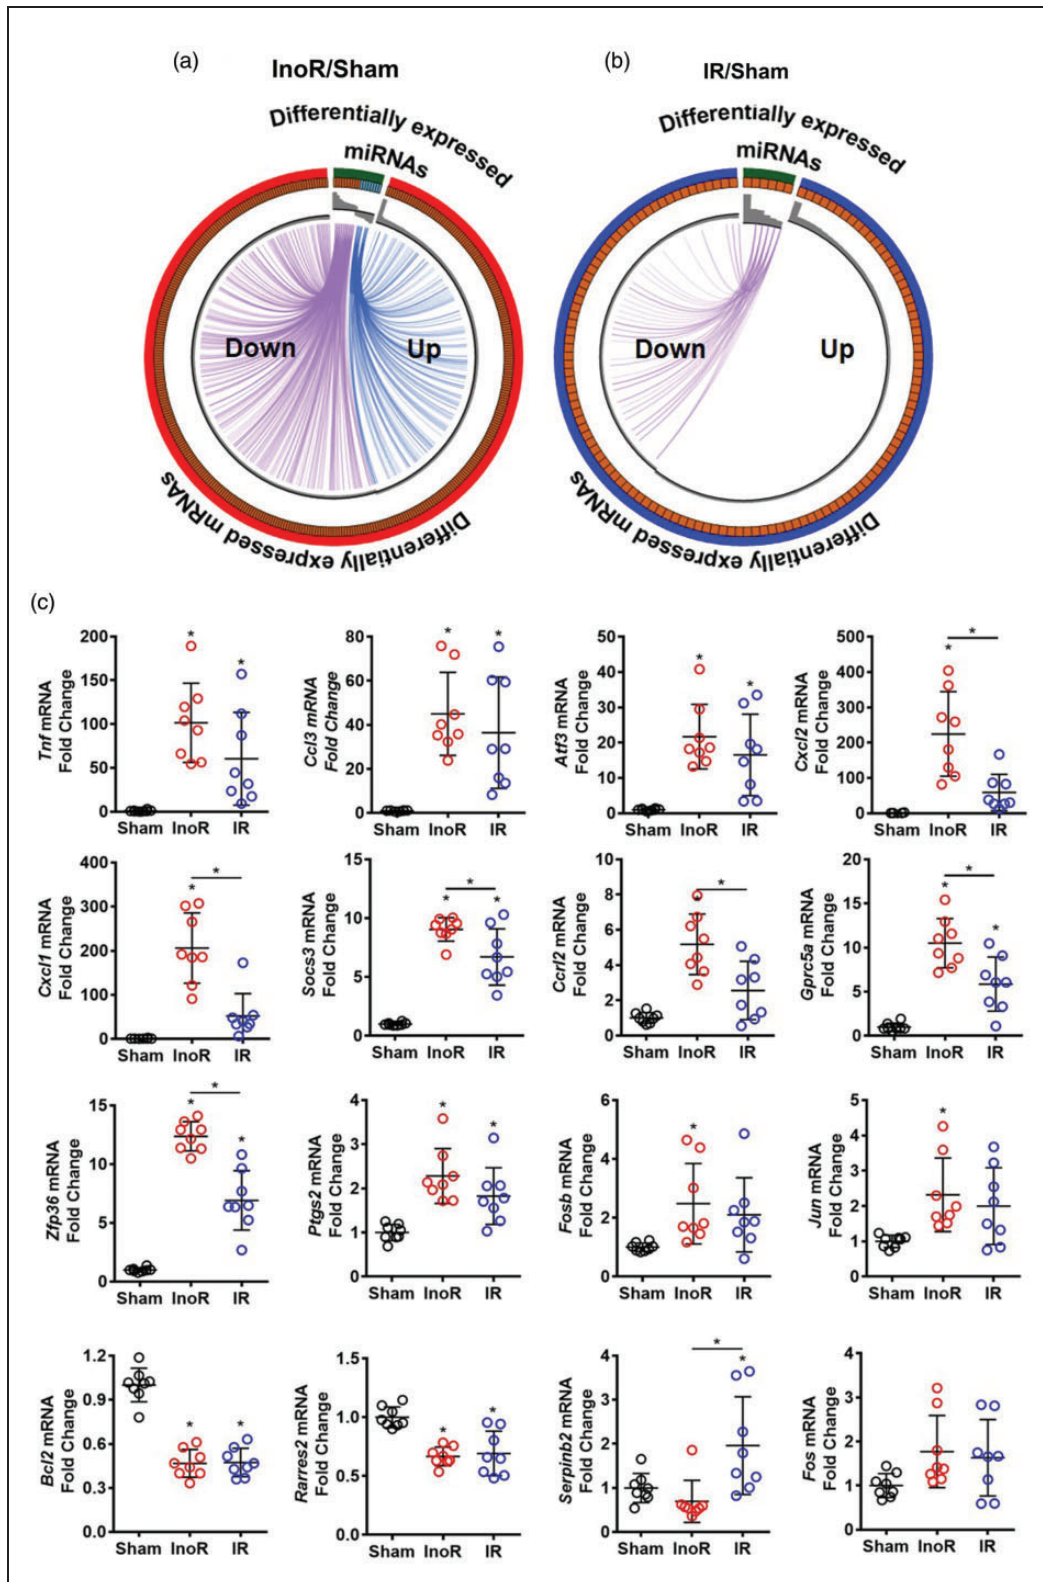 (a)
InoR/Sham
Differentially expressed
miRNAs
Down
Up
Differentially expressed mRNAs
(b)
IR/Sham
Differentially expressed
miRNAs
Down
Up
Differentially expressed mRNAs
(c)
Tnf mRNA
Fold Change
200
150
100
50
0
Sham InoR IR
* *
Ccl3 mRNA
Fold Change
80
60
40
20
0
Sham InoR IR
* *
Atf3 mRNA
Fold Change
50
40
30
20
10
0
Sham InoR IR
* *
Cxcl2 mRNA
Fold Change
500
400
300
200
100
0
Sham InoR IR
* *
Cxcl1 mRNA
Fold Change
400
300
200
100
0
Sham InoR IR
* *
Socs3 mRNA
Fold Change
15
10
5
0
Sham InoR IR
* * *
Ccrl2 mRNA
Fold Change
10
8
6
4
2
0
Sham InoR IR
* *
Gprc5a mRNA
Fold Change
20
15
10
5
0
Sham InoR IR
* * *
Zfp36 mRNA
Fold Change
15
10
5
0
Sham InoR IR
* * *
Ptgs2 mRNA
Fold Change
4
3
2
1
0
Sham InoR IR
* *
Fosb mRNA
Fold Change
6
4
2
0
Sham InoR IR
*
Jun mRNA
Fold Change
5
4
3
2
1
0
Sham InoR IR
*
Bcl2 mRNA
Fold Change
1.2
0.9
0.6
0.3
0.0
Sham InoR IR
* *
Rarres2 mRNA
Fold Change
1.5
1.0
0.5
0.0
Sham InoR IR
* *
Serpinb2 mRNA
Fold Change
4
3
2
1
0
Sham InoR IR
* *
Fos mRNA
Fold Change
4
3
2
1
0
Sham InoR IR